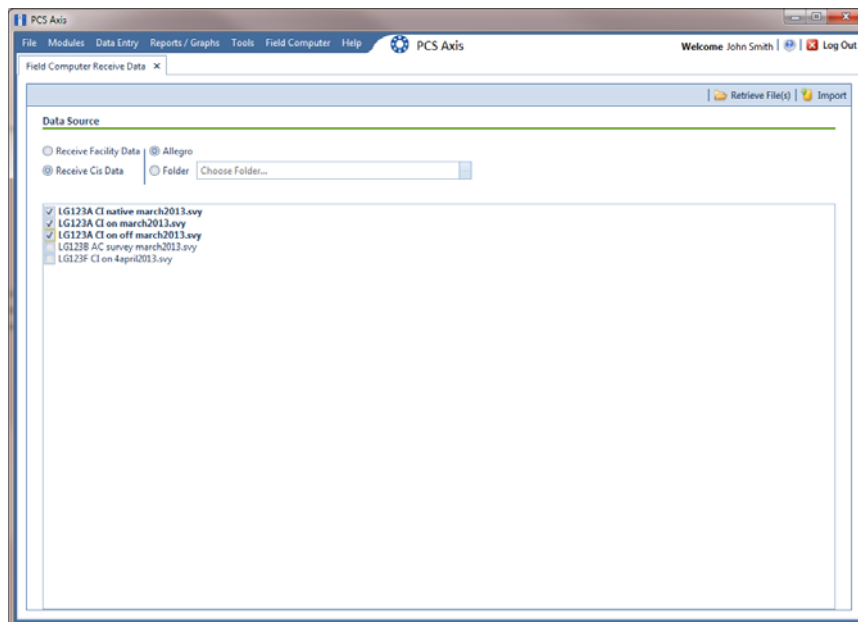 PCS Axis
File Modules Data Entry Reports / Graphs Tools Field Computer Help PCS Axis Welcome John Smith Log Out
Field Computer Receive Data
Retrieve File(s) Import
Data Source
Receive Facility Data Allegro
Receive Cis Data Folder Choose Folder...
LG123A CI native march2013.svy
LG123A CI on march2013.svy
LG123A CI on off march2013.svy
LG123B AC survey march2013.svy
LG123F CI on 4april2013.svy